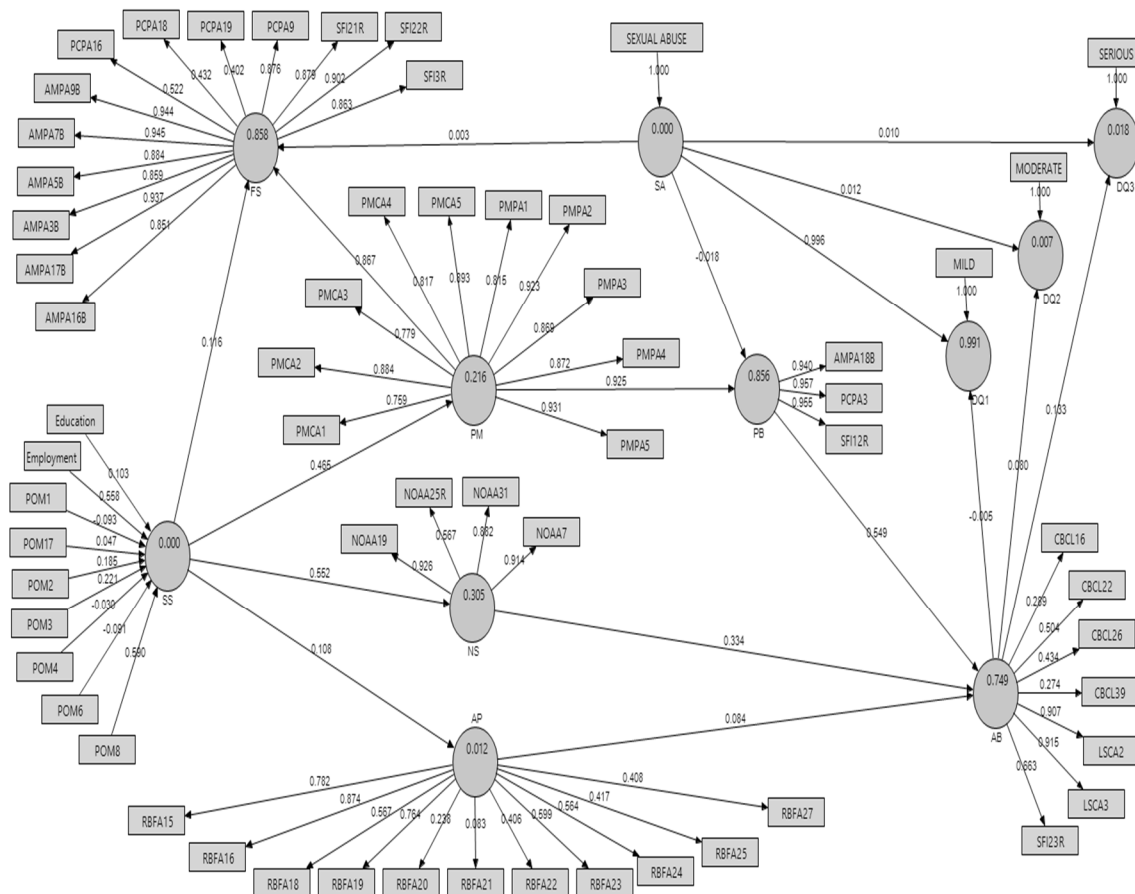 PCPA16
PCPA18
PCPA19
PCPA9
SFI21R
SFI22R
SFI3R
AMPA9B
AMPA7B
AMPA5B
AMPA3B
AMPA17B
AMPA16B
0.522
0.432
0.402
0.876
0.879
0.902
0.863
0.944
0.945
0.884
0.859
0.937
0.851
0.858
FS
SEXUAL ABUSE
1.000
0.000
SA
SERIOUS
1.000
0.018
DQ3
MODERATE
1.000
0.007
DQ2
MILD
1.000
0.991
DQ1
0.003
0.010
0.012
0.996
-0.018
0.116
0.867
PMCA4
PMCA5
PMPA1
PMPA2
PMCA3
PMPA3
PMCA2
PMPA4
PMCA1
PMPA5
0.817
0.893
0.815
0.923
0.779
0.869
0.884
0.872
0.759
0.931
0.216
PM
0.925
0.856
PB
0.940
0.957
0.955
AMPA18B
PCPA3
SFI12R
0.133
0.080
-0.005
0.549
Education
Employment
POM1
POM17
POM2
POM3
POM4
POM6
POM8
0.103
0.558
-0.093
0.047
0.185
0.221
-0.030
-0.091
0.590
0.000
SS
0.465
0.552
0.108
NOAA25R
NOAA31
NOAA19
NOAA7
0.567
0.882
0.926
0.914
0.305
NS
0.334
AP
0.012
0.084
0.749
AB
CBCL16
CBCL22
CBCL26
CBCL39
LSCA2
LSCA3
SFI23R
0.289
0.504
0.434
0.274
0.907
0.915
0.663
0.782
0.874
0.567
0.764
0.238
0.083
0.406
0.599
0.564
0.417
0.408
RBFA15
RBFA16
RBFA18
RBFA19
RBFA20
RBFA21
RBFA22
RBFA23
RBFA24
RBFA25
RBFA27